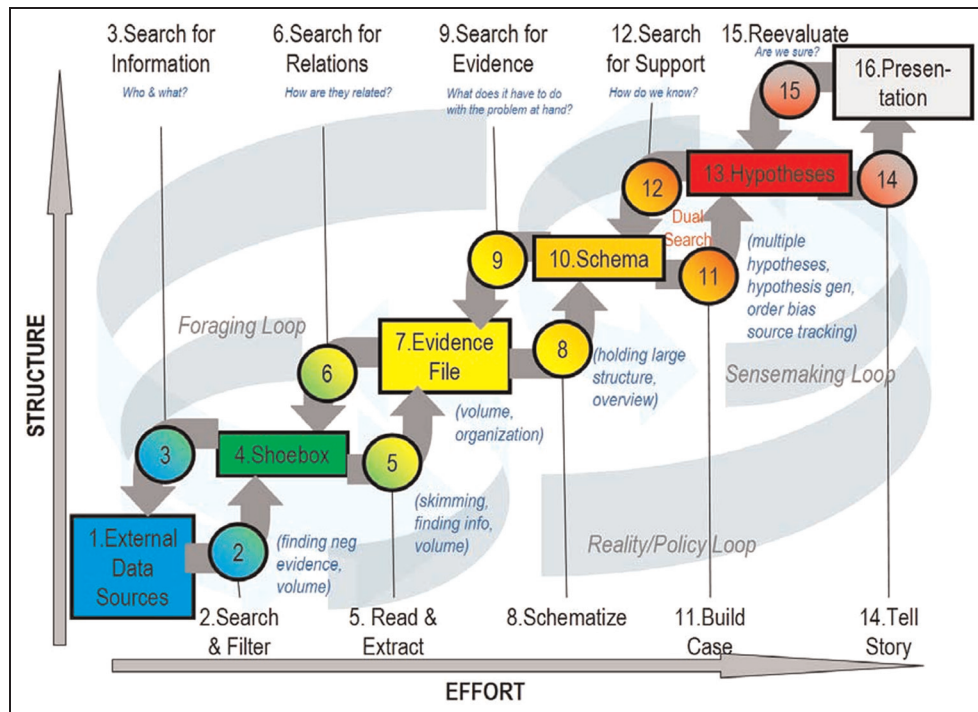 3.Search for
Information
Who & what?
6.Search for
Relations
How are they related?
9.Search for
Evidence
What does it have to do
with the problem at hand?
12.Search
for Support
How do we know?
15.Reevaluate
Are we sure?
16.Presen-
tation
15
14
13.Hypotheses
12
Dual
Search
11
10.Schema
9
(multiple
hypotheses,
hypothesis gen,
order bias
source tracking)
Foraging Loop
7.Evidence
File
8
6
(holding large
structure,
overview)
Sensemaking Loop
(volume,
organization)
3
4.Shoebox
5
(skimming,
finding info,
volume)
1.External
Data
Sources
2
(finding neg
evidence,
volume)
Reality/Policy Loop
2.Search
& Filter
5. Read &
Extract
8.Schematize
11.Build
Case
14.Tell
Story
STRUCTURE
EFFORT